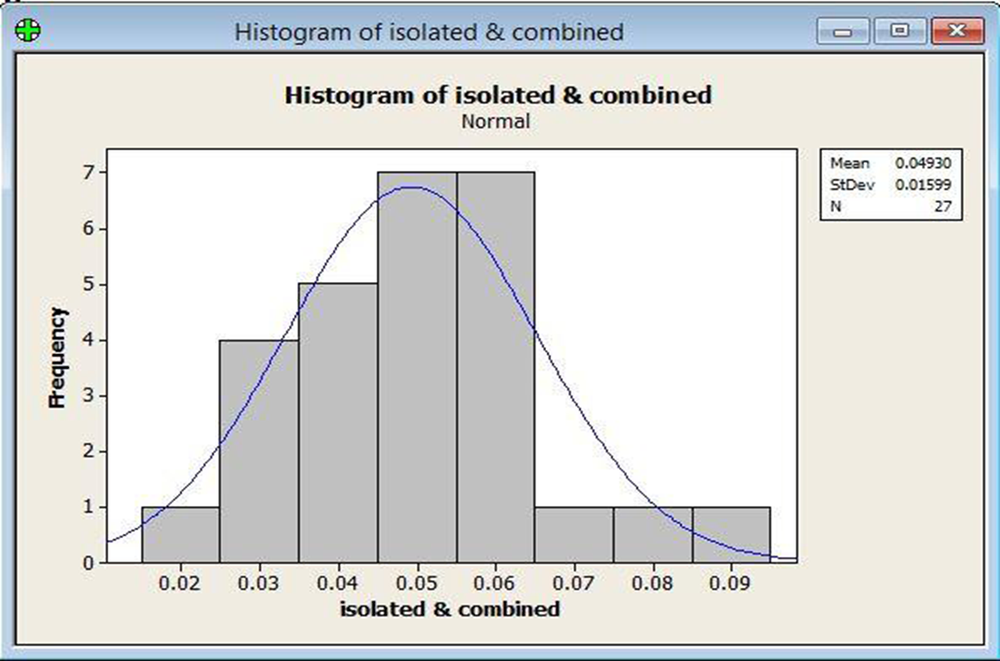 Histogram of isolated & combined
Histogram of isolated & combined
Normal
Mean 0.04930
StDev 0.01599
N 27
7
6
5
4
3
2
1
0
Frequency
0.02 0.03 0.04 0.05 0.06 0.07 0.08 0.09
isolated & combined